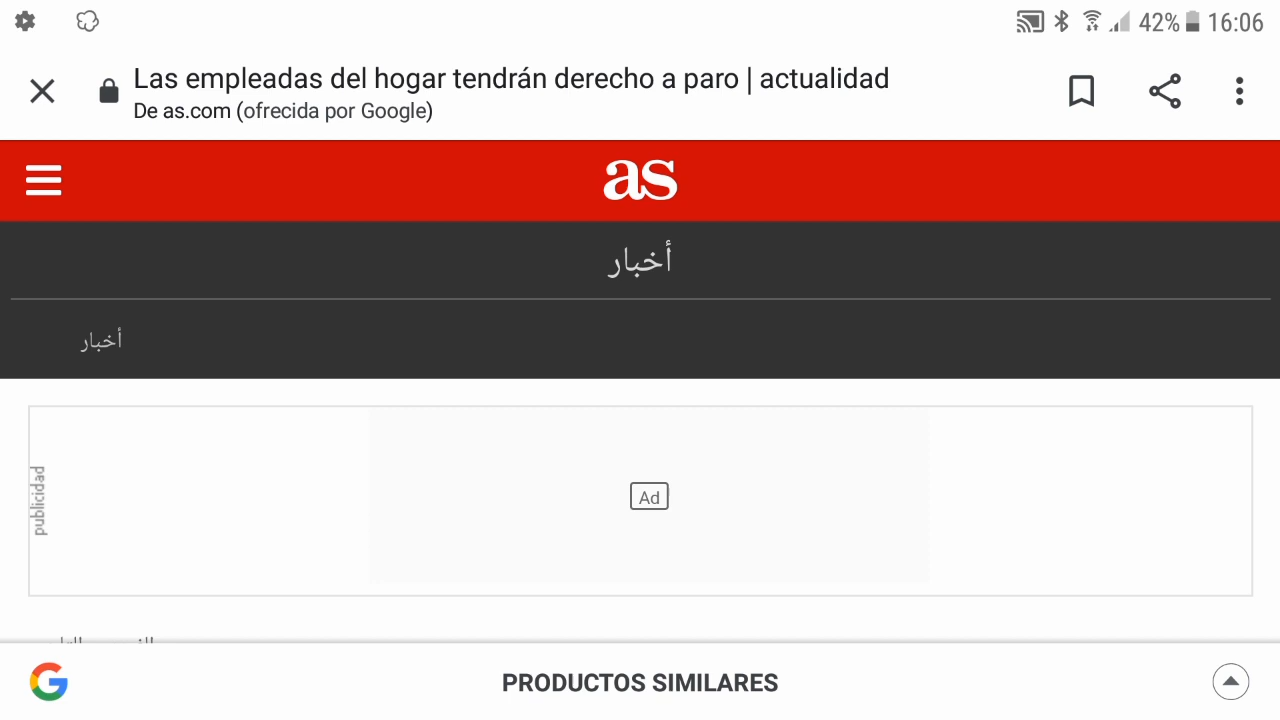 42% 16:06
Las empleadas del hogar tendrán derecho a paro | actualidad
De as.com (ofrecida por Google)
as
أخبار
أخبار
publicidad
Ad
PRODUCTOS SIMILARES